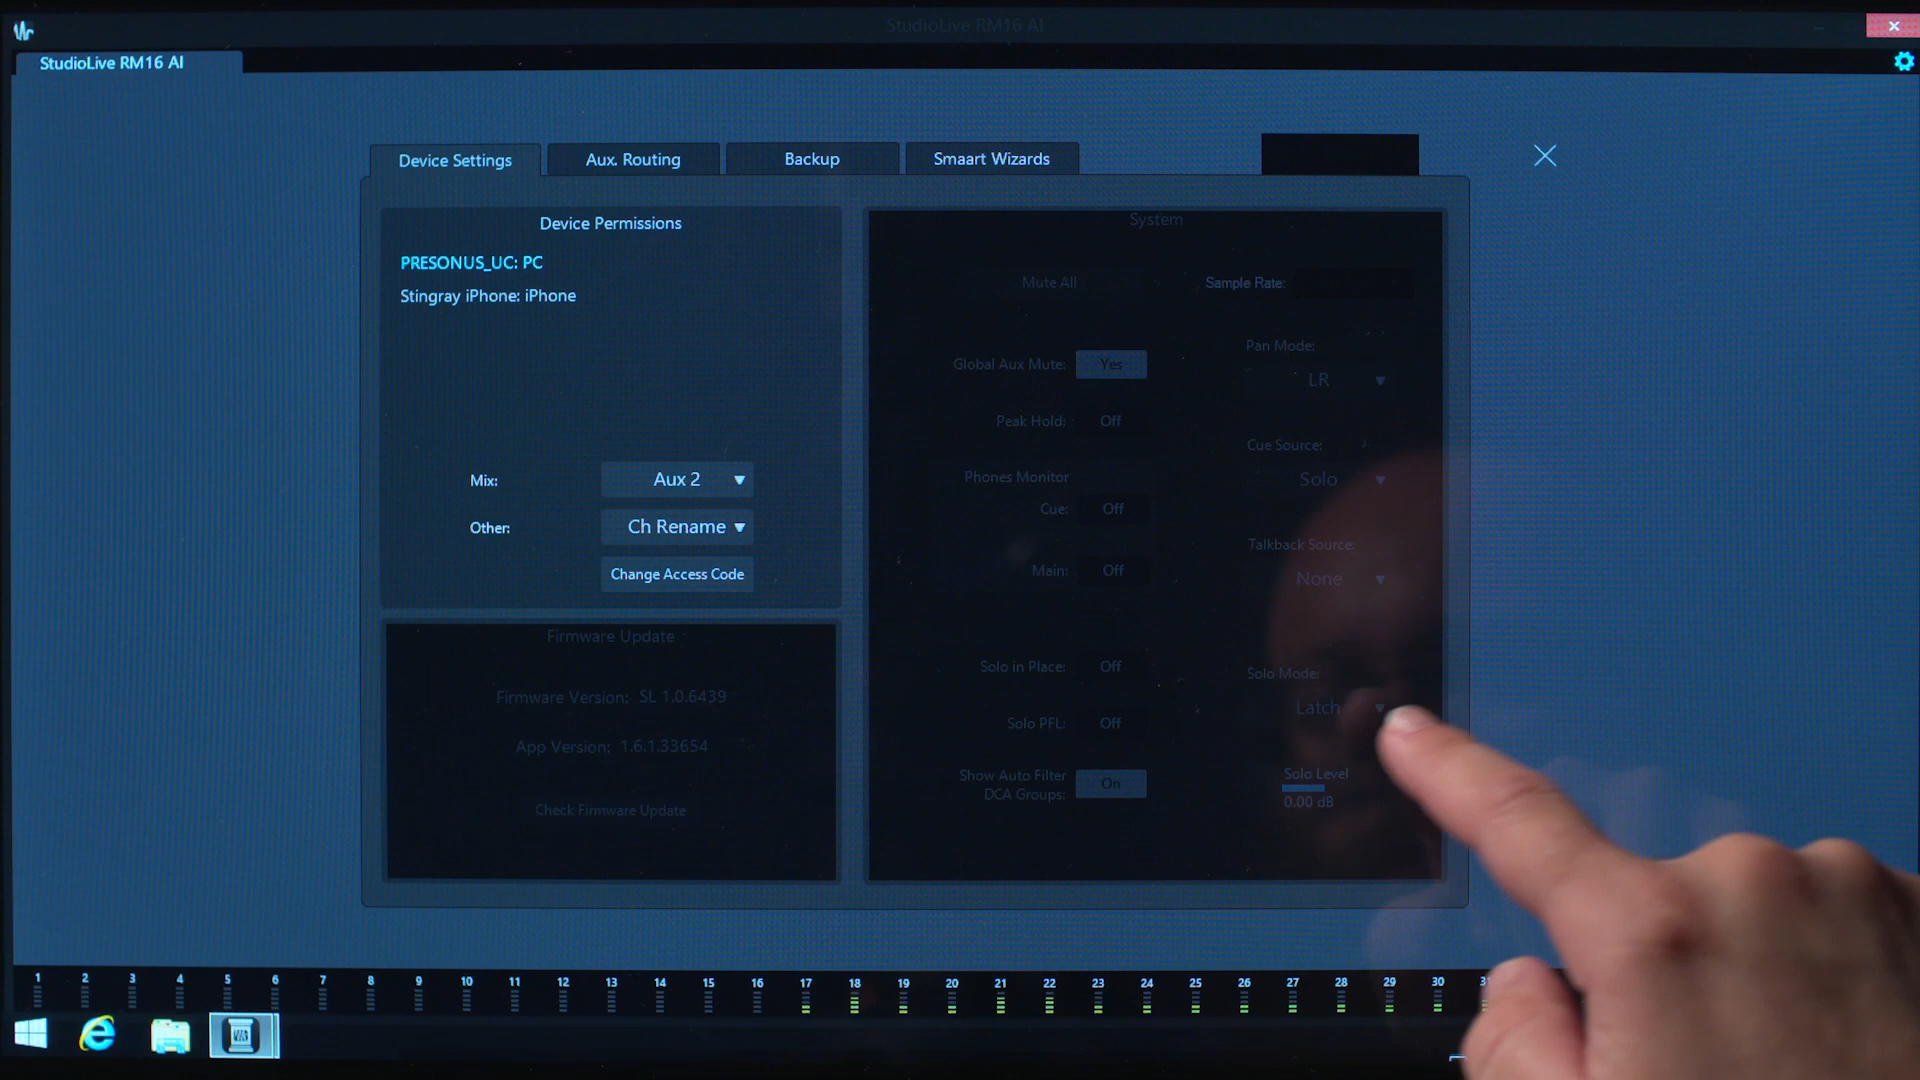 StudioLive RM16 AI
StudioLive RM16 AI
Device Settings
Aux. Routing
Backup
Smaart Wizards
Device Permissions
PRESONUS_UC: PC
Stingray iPhone: iPhone
Mix: Aux 2
Other: Ch Rename
Change Access Code
Firmware Update
Firmware Version: SL 1.0.6439
App Version: 1.6.1.33654
Check Firmware Update
System
Mute All
Sample Rate:
Global Aux Mute: Yes
Pan Mode:
LR
Peak Hold: Off
Cue Source:
Solo
Phones Monitor
Cue: Off
Talkback Source:
None
Main: Off
Solo in Place: Off
Solo Mode:
Latch
Solo PFL: Off
Show Auto Filter
DCA Groups: On
Solo Level
0.00 dB
1 2 3 4 5 6 7 8 9 10 11 12 13 14 15 16 17 18 19 20 21 22 23 24 25 26 27 28 29 30 31